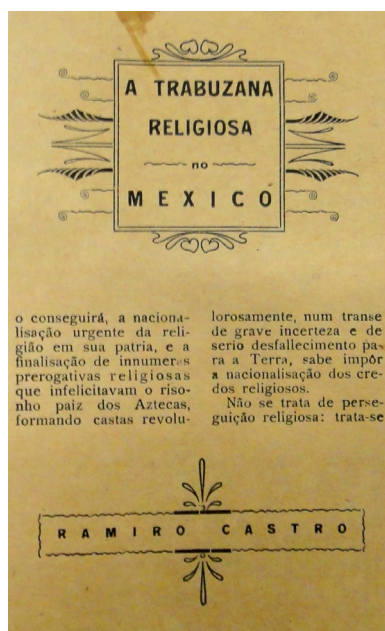 A TRABUZANA
RELIGIOSA
no
MEXICO
o conseguirá, a naciona-
lisação urgente da reli-
gião em sua patria, e a
finalisação de innumeras
prerogativas religiosas
que infelicitavam o riso-
nho paiz dos Aztecas,
formando castas revolu-
lorosamente, num transe
de grave incerteza e de
serio desfallecimento pa-
ra a Terra, sabe impôr
a nacionalisação dos cre-
dos religiosos.
Não se trata de perse-
guição religiosa: trata-se
RAMIRO CASTRO